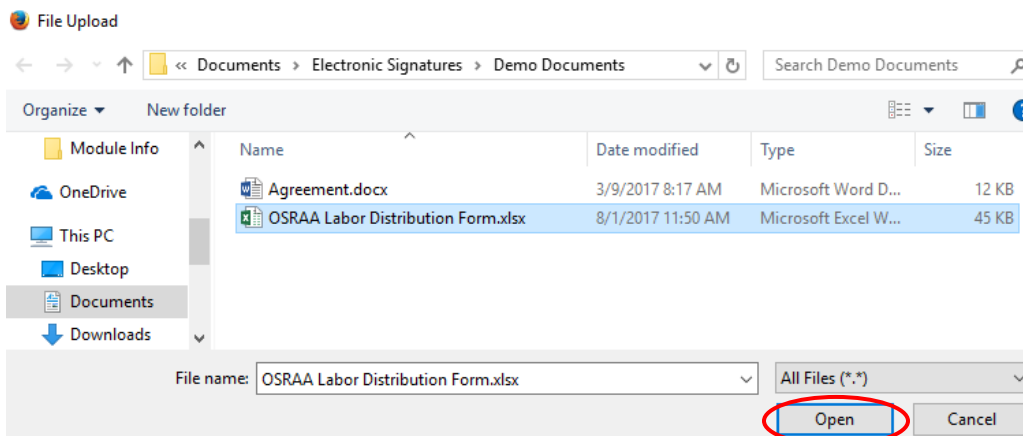 File Upload
« Documents > Electronic Signatures > Demo Documents Search Demo Documents
Organize New folder
Module Info
OneDrive
This PC
Desktop
Documents
Downloads
Name Date modified Type Size
Agreement.docx 3/9/2017 8:17 AM Microsoft Word D... 12 KB
OSRAA Labor Distribution Form.xlsx 8/1/2017 11:50 AM Microsoft Excel W... 45 KB
File name: OSRAA Labor Distribution Form.xlsx All Files (*.*)
Open Cancel